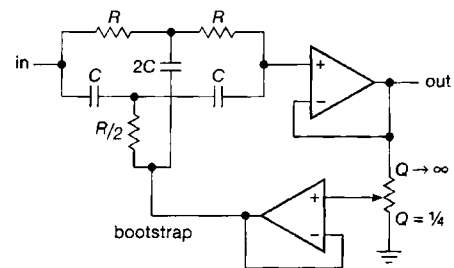 R
R
in
2C
C
C
+
−
out
R/2
Q → ∞
+
−
Q = ¼
bootstrap